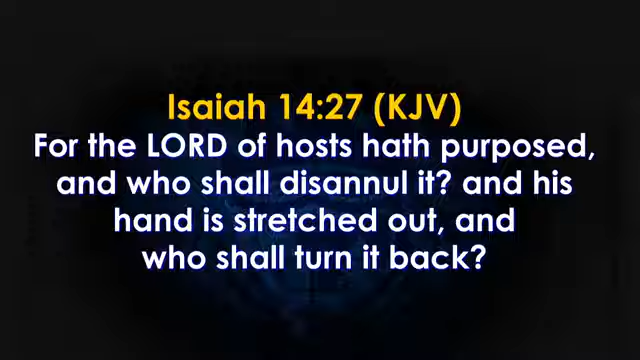 Isaiah 14:27 (KJV)
For the LORD of hosts hath purposed,
and who shall disannul it? and his
hand is stretched out, and
who shall turn it back?